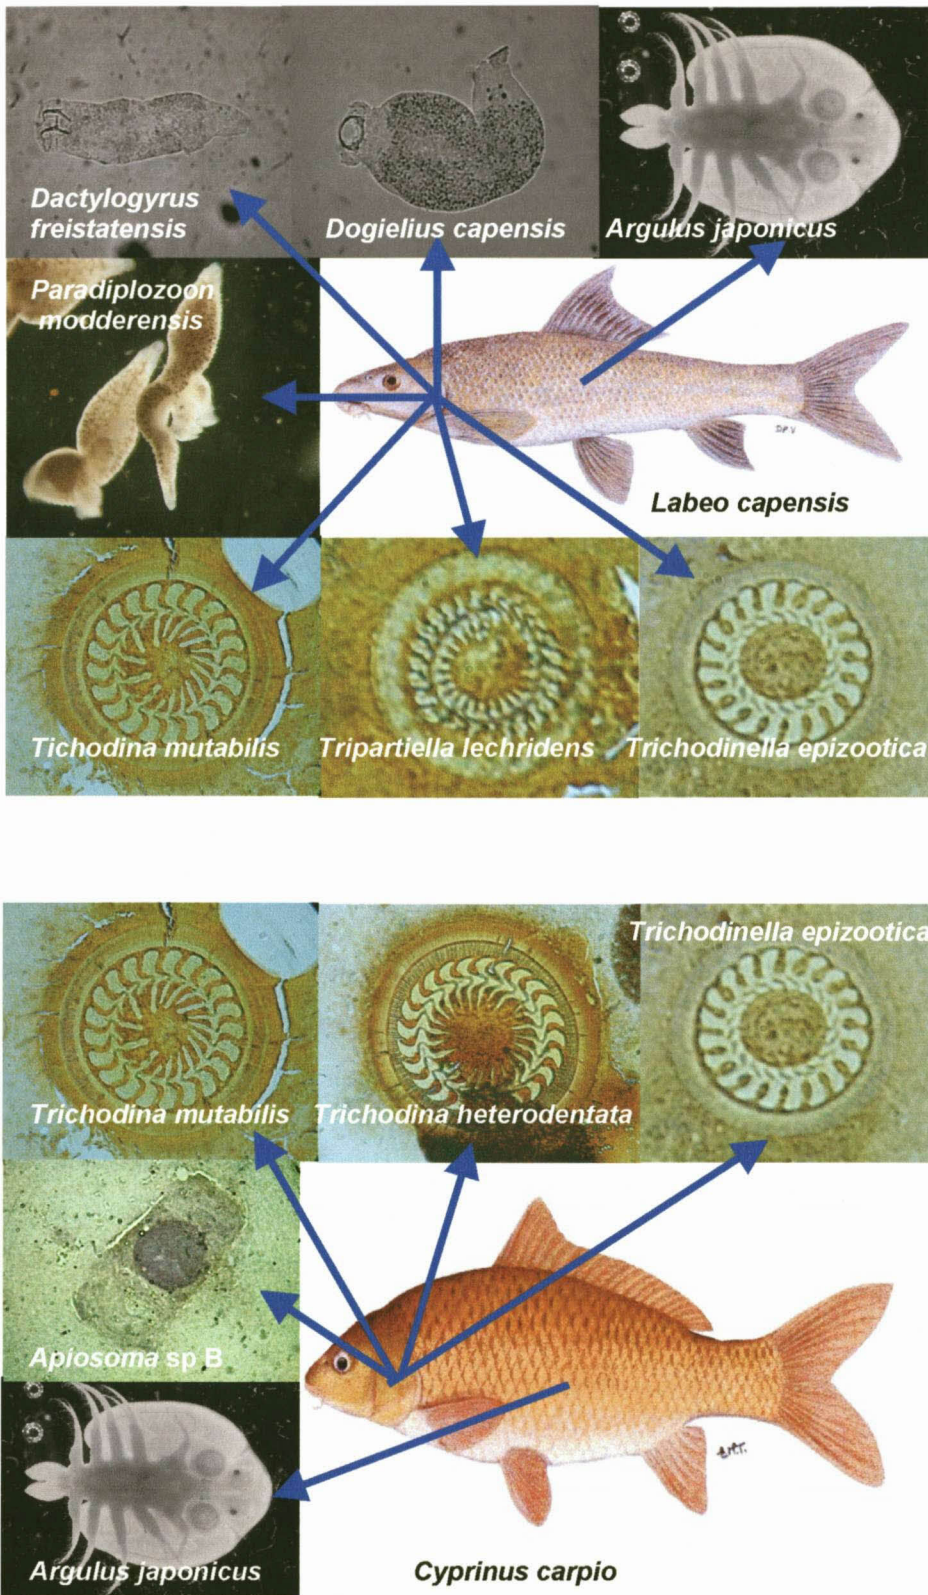 Dactylogyrus
freistatensis
Dogielius capensis
Argulus japonicus
Paradiplozoon
modderensis
D.P.V
Labeo capensis
Tichodina mutabilis
Tripartiella lechridens
Trichodinella epizootica
Trichodina mutabilis
Trichodina heterodentata
Trichodinella epizootica
Apiosoma sp B
Argulus japonicus
Cyprinus carpio